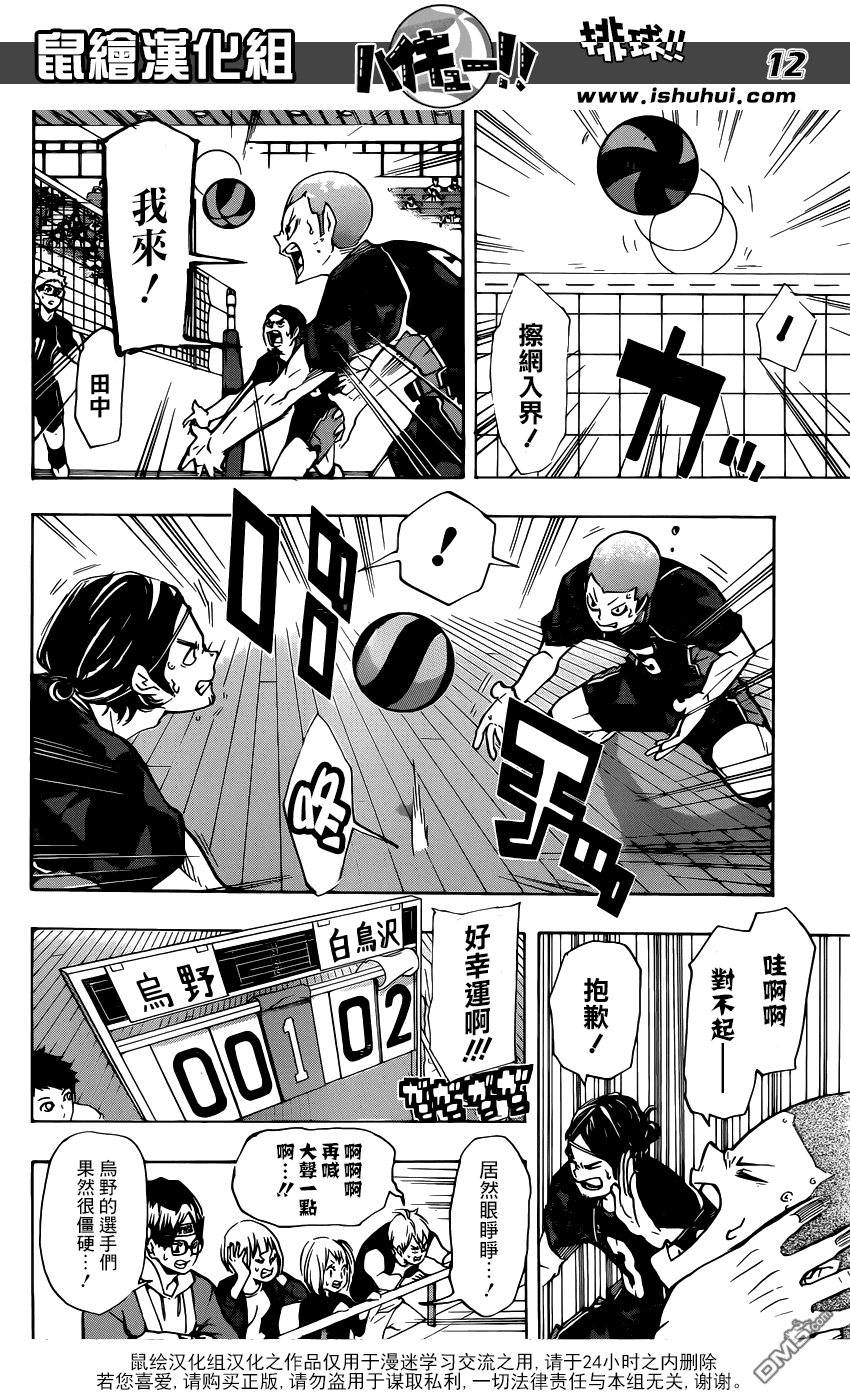 鼠繪漢化組
ハイキュー!!
排球!!
12
www.ishuhui.com
!
擦網入界!
カッ
我來!
田中
!
哈
好幸運啊!!!
烏野
白鳥沢
00
1
02
哇啊啊
對不起——
抱歉!
居然眼睜睜…!
啊啊啊
再喊
大聲一點
啊…!!
烏野的選手們
果然很僵硬…!
鼠绘汉化组汉化之作品仅用于漫迷学习交流之用, 请于24小时之内删除
若您喜爱, 请购买正版, 请勿盗用于谋取私利, 一切法律责任与本组无关, 谢谢。